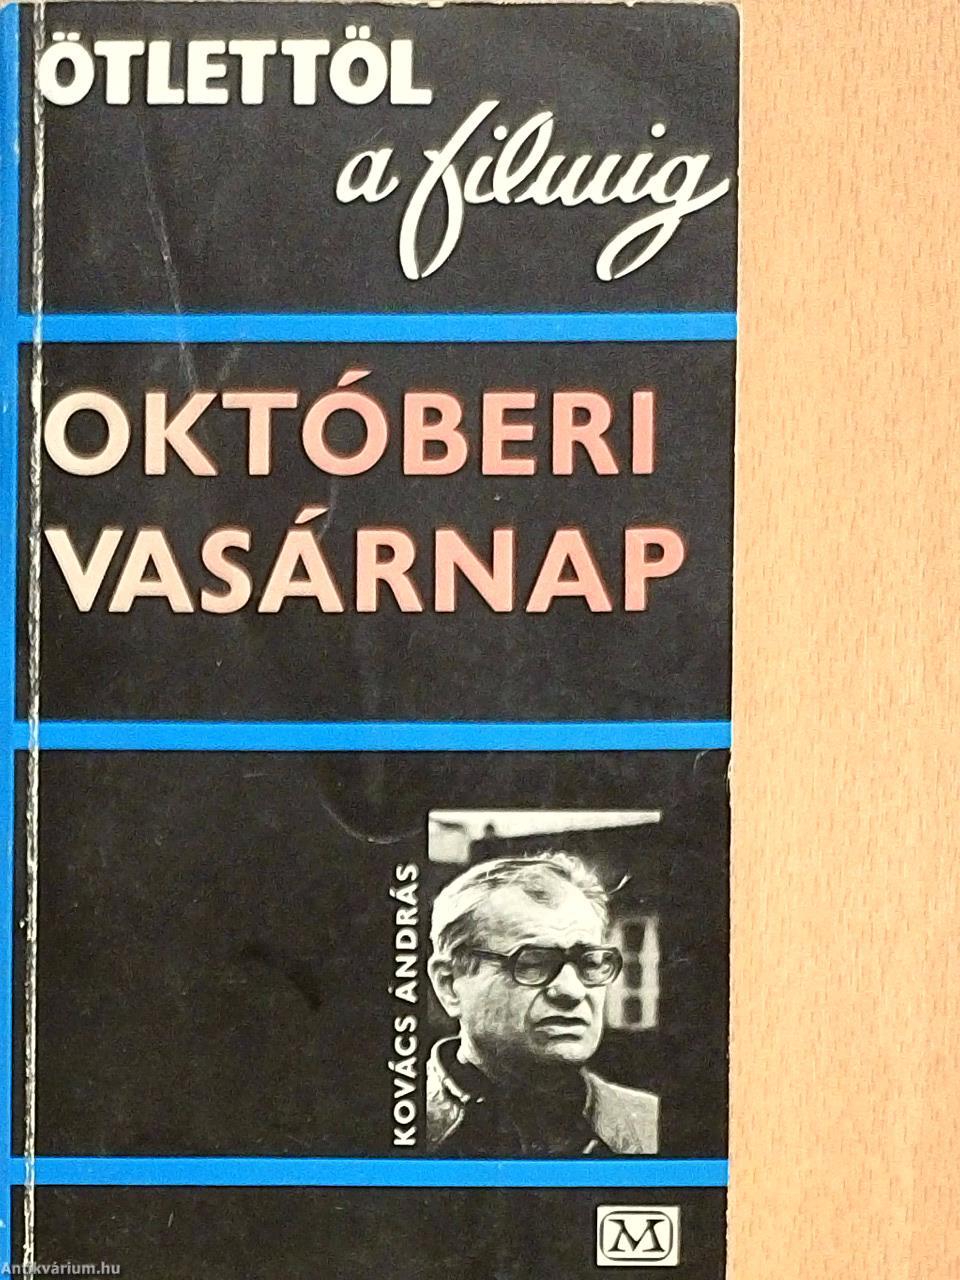 ÖTLETTŐL
a filmig
OKTÓBERI
VASÁRNAP
KOVÁCS ANDRÁS
M
Antikvárium.hu